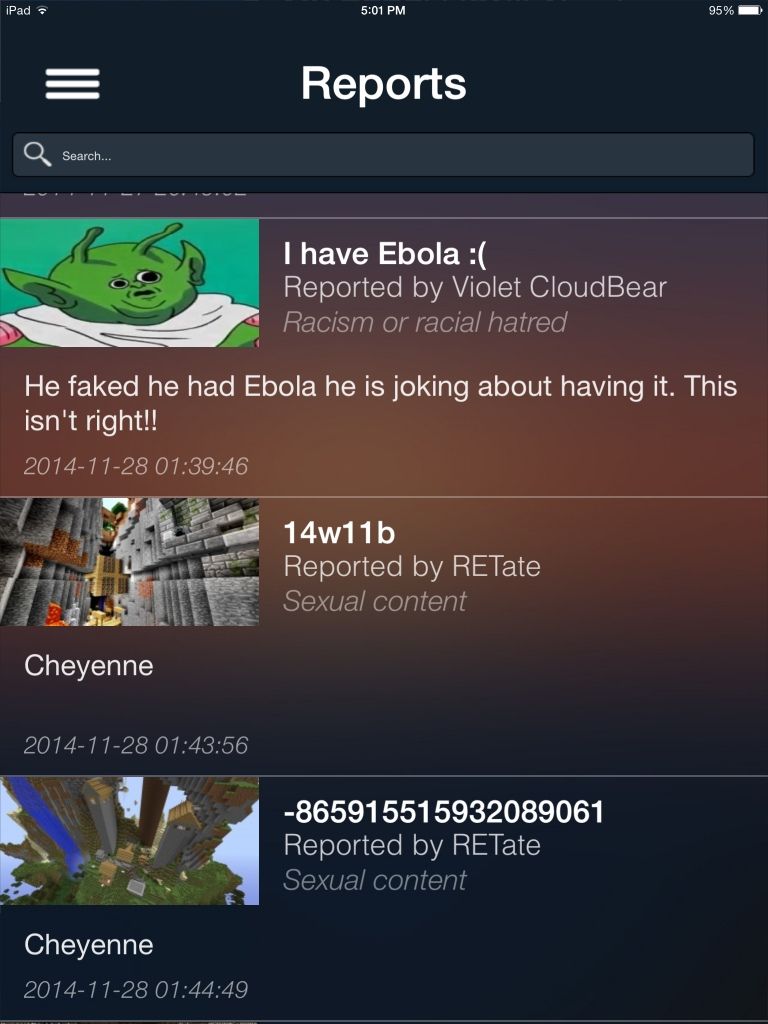 iPad
5:01 PM
95%
Reports
Search...
I have Ebola :(
Reported by Violet CloudBear
Racism or racial hatred
He faked he had Ebola he is joking about having it. This
isn't right!!
2014-11-28 01:39:46
14w11b
Reported by RETate
Sexual content
Cheyenne
2014-11-28 01:43:56
-865915515932089061
Reported by RETate
Sexual content
Cheyenne
2014-11-28 01:44:49